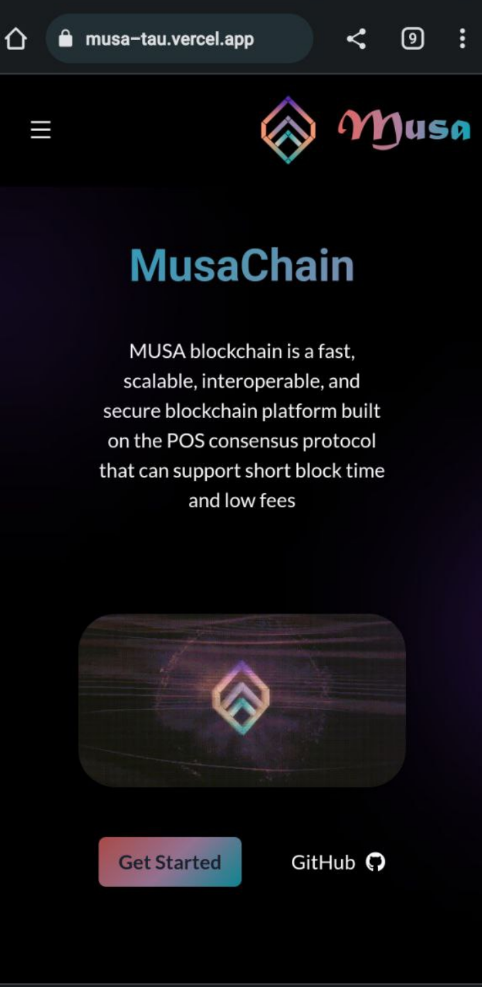 musa-tau.vercel.app
9
Musa
MusaChain
MUSA blockchain is a fast,
scalable, interoperable, and
secure blockchain platform built
on the POS consensus protocol
that can support short block time
and low fees
Get Started
GitHub